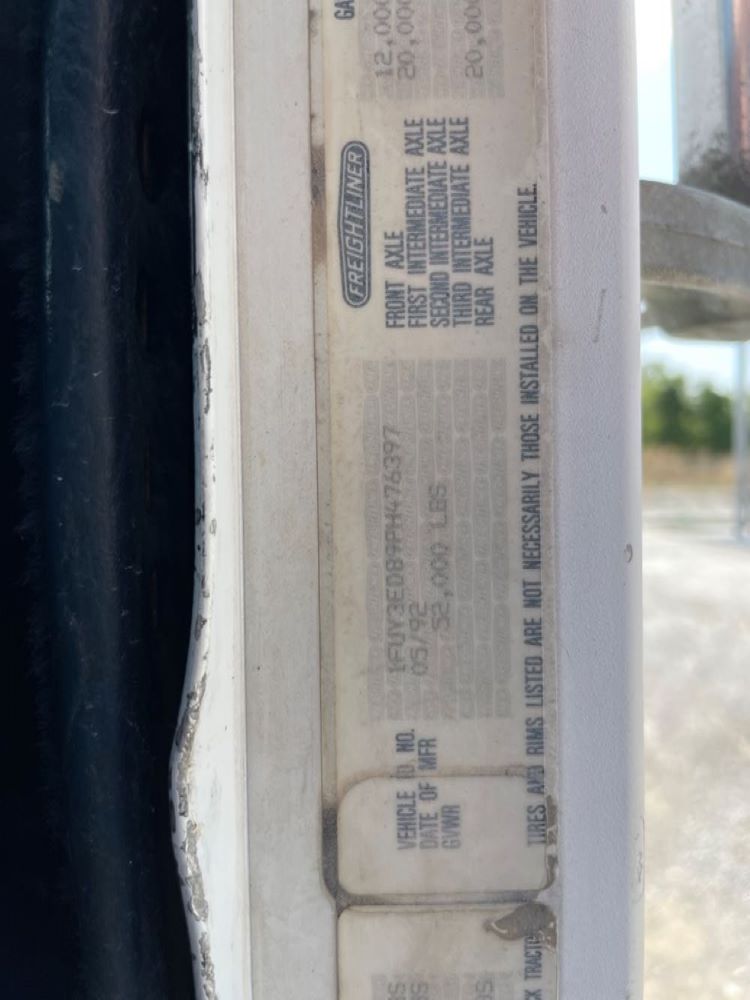 VEHICLE ID NO. 1FUY3EDB9PH476397
DATE OF MFR 05/92
GVWR 52,000 LBS
FREIGHTLINER
GA
FRONT AXLE 12,000
FIRST INTERMEDIATE AXLE 20,000
SECOND INTERMEDIATE AXLE
THIRD INTERMEDIATE AXLE
REAR AXLE 20,000
TIRES AND RIMS LISTED ARE NOT NECESSARILY THOSE INSTALLED ON THE VEHICLE.